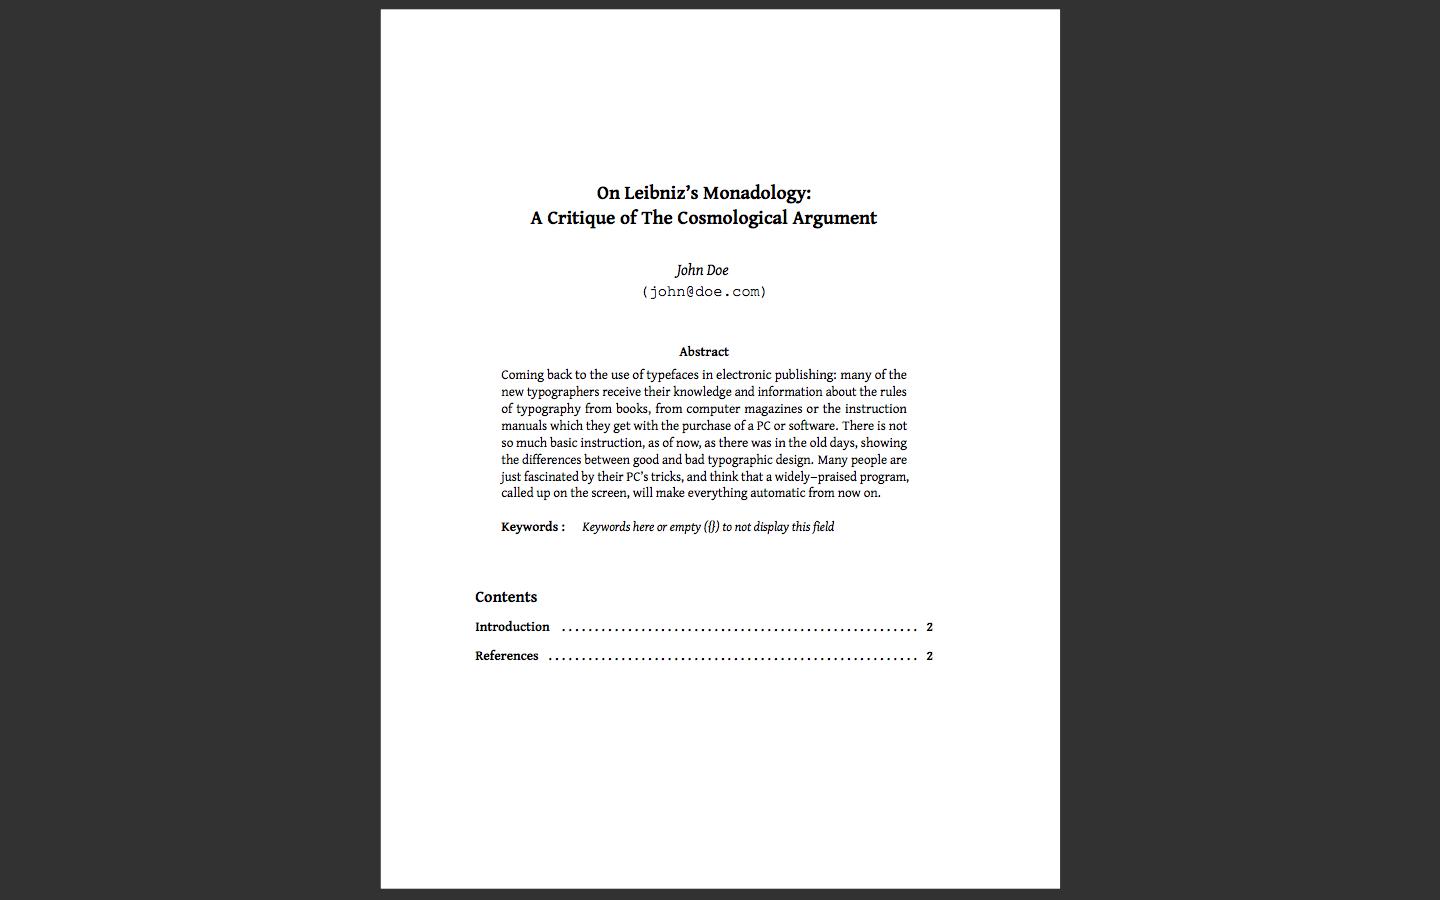 On Leibniz’s Monadology:
A Critique of The Cosmological Argument
John Doe
(john@doe.com)
Abstract
Coming back to the use of typefaces in electronic publishing: many of the
new typographers receive their knowledge and information about the rules
of typography from books, from computer magazines or the instruction
manuals which they get with the purchase of a PC or software. There is not
so much basic instruction, as of now, as there was in the old days, showing
the differences between good and bad typographic design. Many people are
just fascinated by their PC’s tricks, and think that a widely–praised program,
called up on the screen, will make everything automatic from now on.
Keywords : Keywords here or empty ({}) to not display this field
Contents
Introduction . . . . . . . . . . . . . . . . . . . . . . . . . . . . . . . . . . . . . . . . . . . . . . . . . . . . . . 2
References . . . . . . . . . . . . . . . . . . . . . . . . . . . . . . . . . . . . . . . . . . . . . . . . . . . . . . . . 2